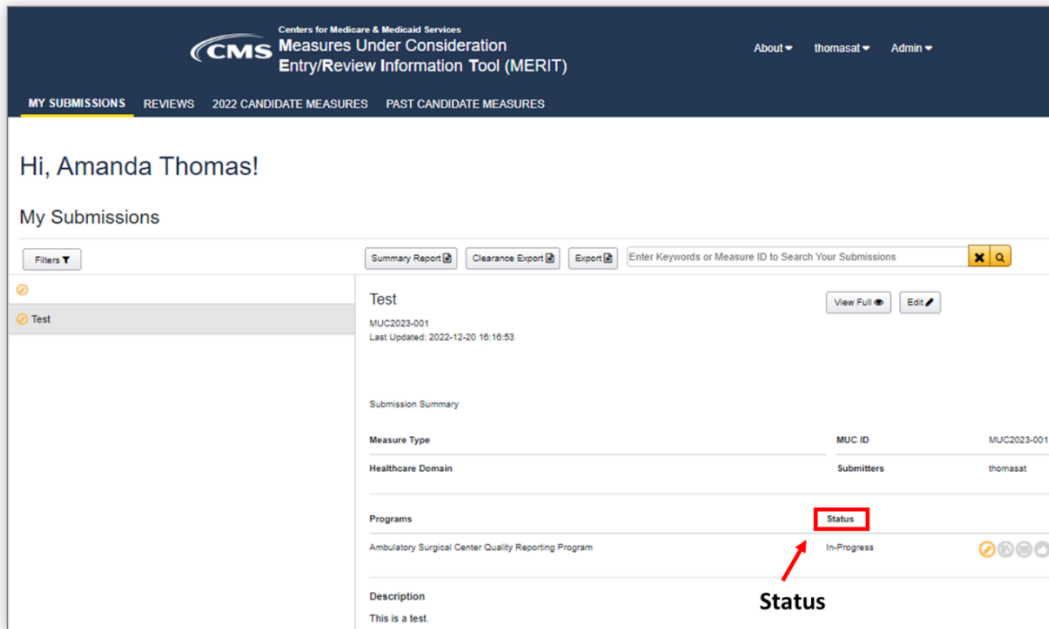 Centers for Medicare & Medicaid Services
CMS Measures Under Consideration
Entry/Review Information Tool (MERIT)
About thomasat Admin
MY SUBMISSIONS REVIEWS 2022 CANDIDATE MEASURES PAST CANDIDATE MEASURES
Hi, Amanda Thomas!
My Submissions
Filters Summary Report Clearance Export Export Enter Keywords or Measure ID to Search Your Submissions
Test
Test View Full Edit
MUC2023-001
Last Updated: 2022-12-20 16:16:53
Submission Summary
Measure Type MUC ID MUC2023-001
Healthcare Domain Submitters thomasat
Programs Status
Ambulatory Surgical Center Quality Reporting Program In-Progress
Status
Description
This is a test.